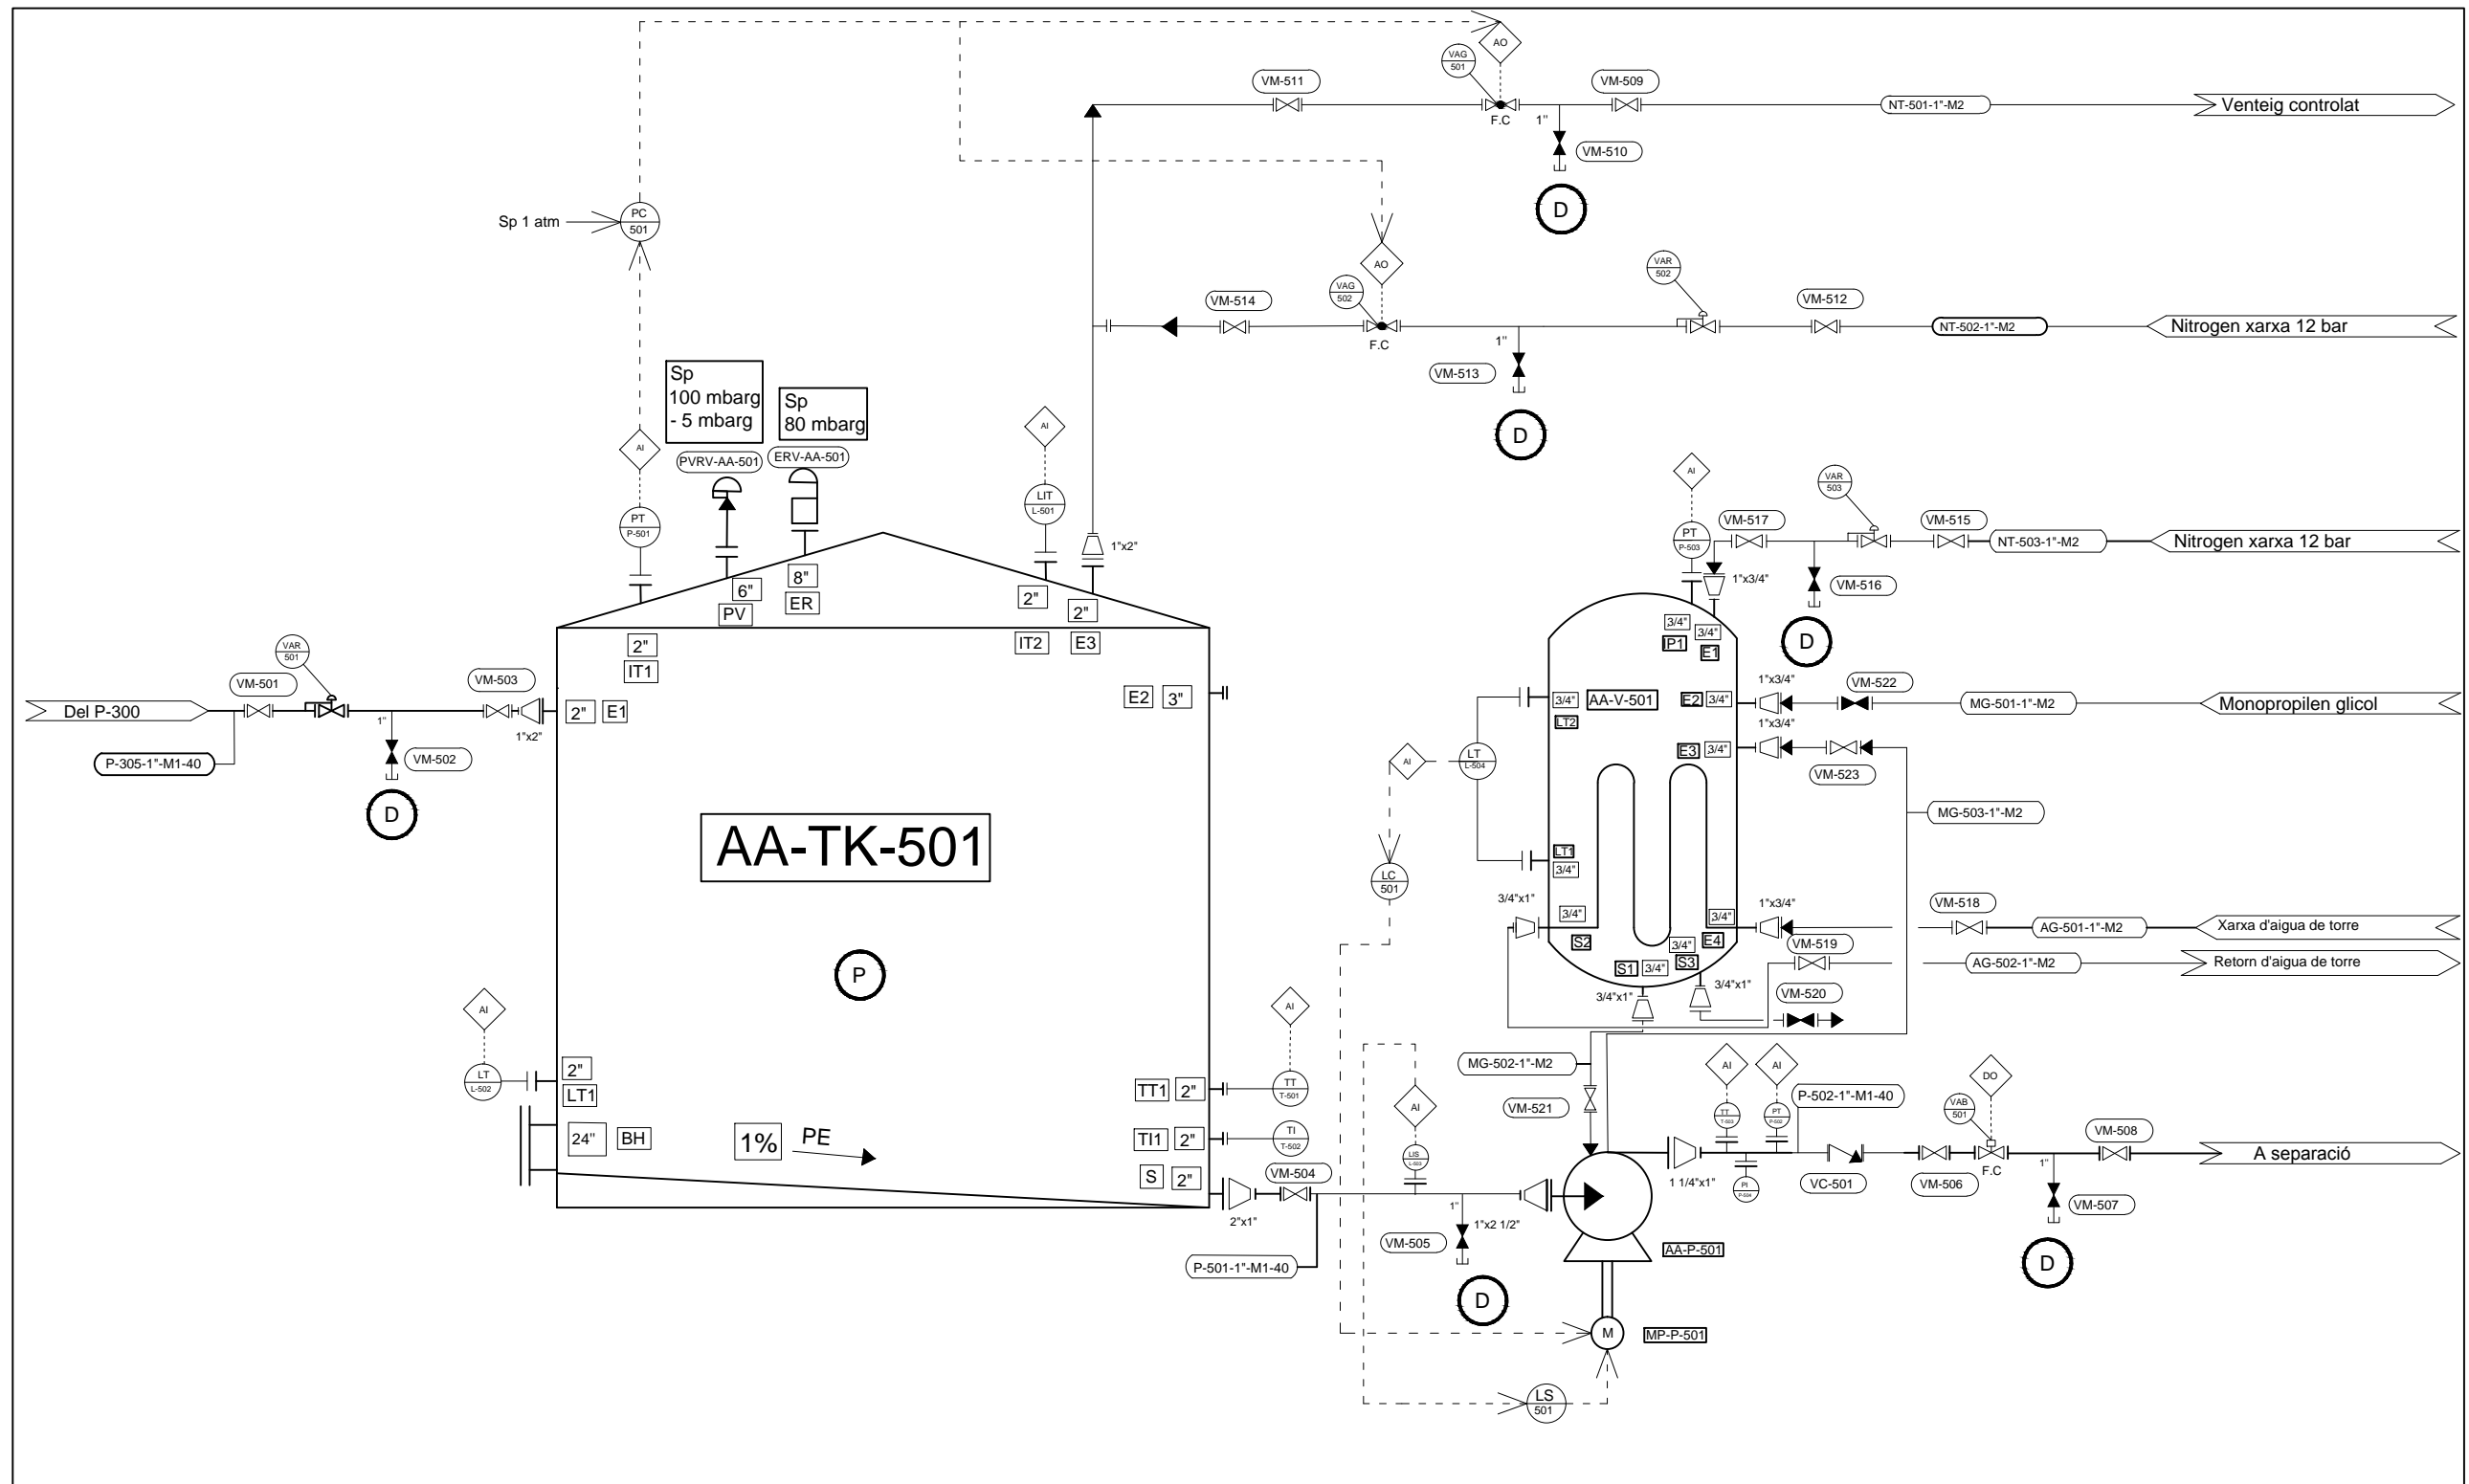 AO
VAG
501
VM-511
VM-509
NT-501-1"-M2
Venteig controlat
F.C
1"
VM-510
D
Sp 1 atm
PC
501
AO
VAG
502
VAR
502
VM-514
VM-512
NT-502-1"-M2
Nitrogen xarxa 12 bar
F.C
1"
VM-513
D
Sp
100 mbarg
- 5 mbarg
Sp
80 mbarg
AI
PVRV-AA-501
ERV-AA-501
AI
LIT
L-501
PT
P-501
1"x2"
AI
PT
P-503
VM-517
VAR
503
VM-515
NT-503-1"-M2
Nitrogen xarxa 12 bar
1"x3/4"
VM-516
D
6"
PV
8"
ER
2"
IT2
2"
E3
2"
IT1
3/4"
IP1
3/4"
E1
VAR
501
VM-501
VM-503
Del P-300
2"
E1
1"x2"
1"
VM-502
P-305-1"-M1-40
D
E2
3"
3/4"
LT2
AA-V-501
E2
3/4"
1"x3/4"
VM-522
MG-501-1"-M2
Monopropilen glicol
1"x3/4"
E3
3/4"
VM-523
MG-503-1"-M2
AI
LT
L-504
LC
501
LT1
3/4"
AA-TK-501
P
3/4"x1"
3/4"
S2
3/4"
E4
1"x3/4"
VM-518
AG-501-1"-M2
Xarxa d'aigua de torre
VM-519
AG-502-1"-M2
Retorn d'aigua de torre
S1
3/4"
3/4"
S3
3/4"x1"
3/4"x1"
VM-520
AI
LT
L-502
2"
LT1
24"
BH
1%
PE
AI
TT1
2"
TT
T-501
TI1
2"
TI
T-502
S
2"
VM-504
2"x1"
P-501-1"-M1-40
AI
LIS
L-503
1"
VM-505
1"x2 1/2"
D
MG-502-1"-M2
VM-521
AA-P-501
M
MP-P-501
LS
501
AI
AI
TT
T-503
PT
P-502
P-502-1"-M1-40
PI
P-504
1 1/4"x1"
VC-501
VM-506
DO
VAB
501
F.C
VM-508
A separació
1"
VM-507
D